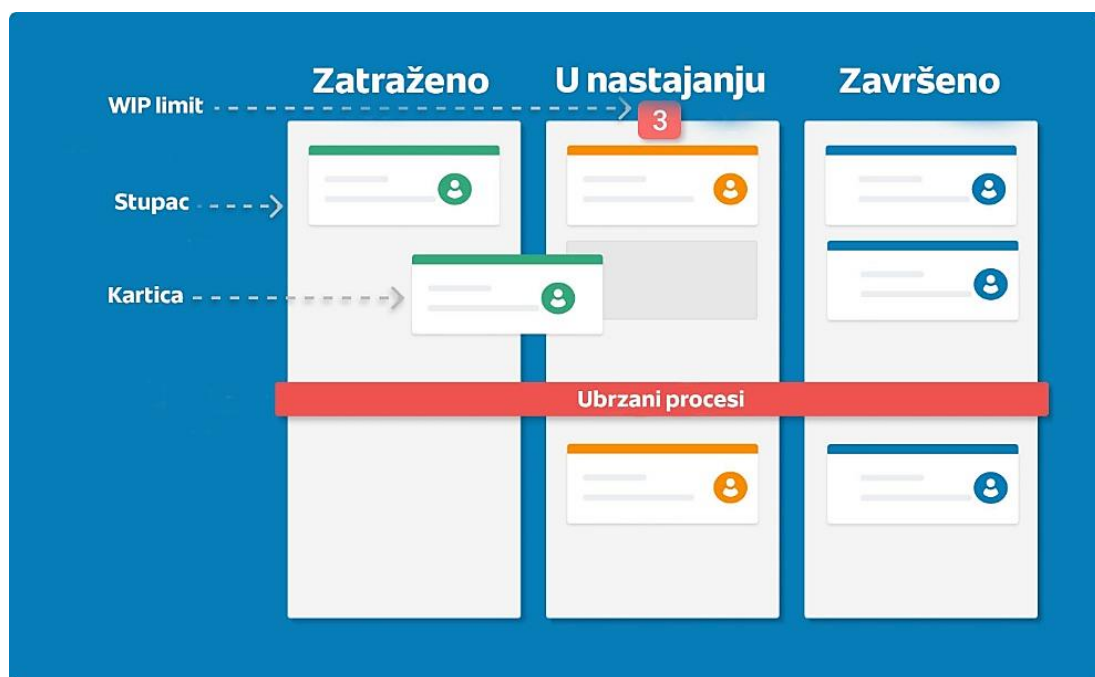 Zatraženo
U nastajanju
Završeno
WIP limit
3
Stupac
Kartica
Ubrzani procesi